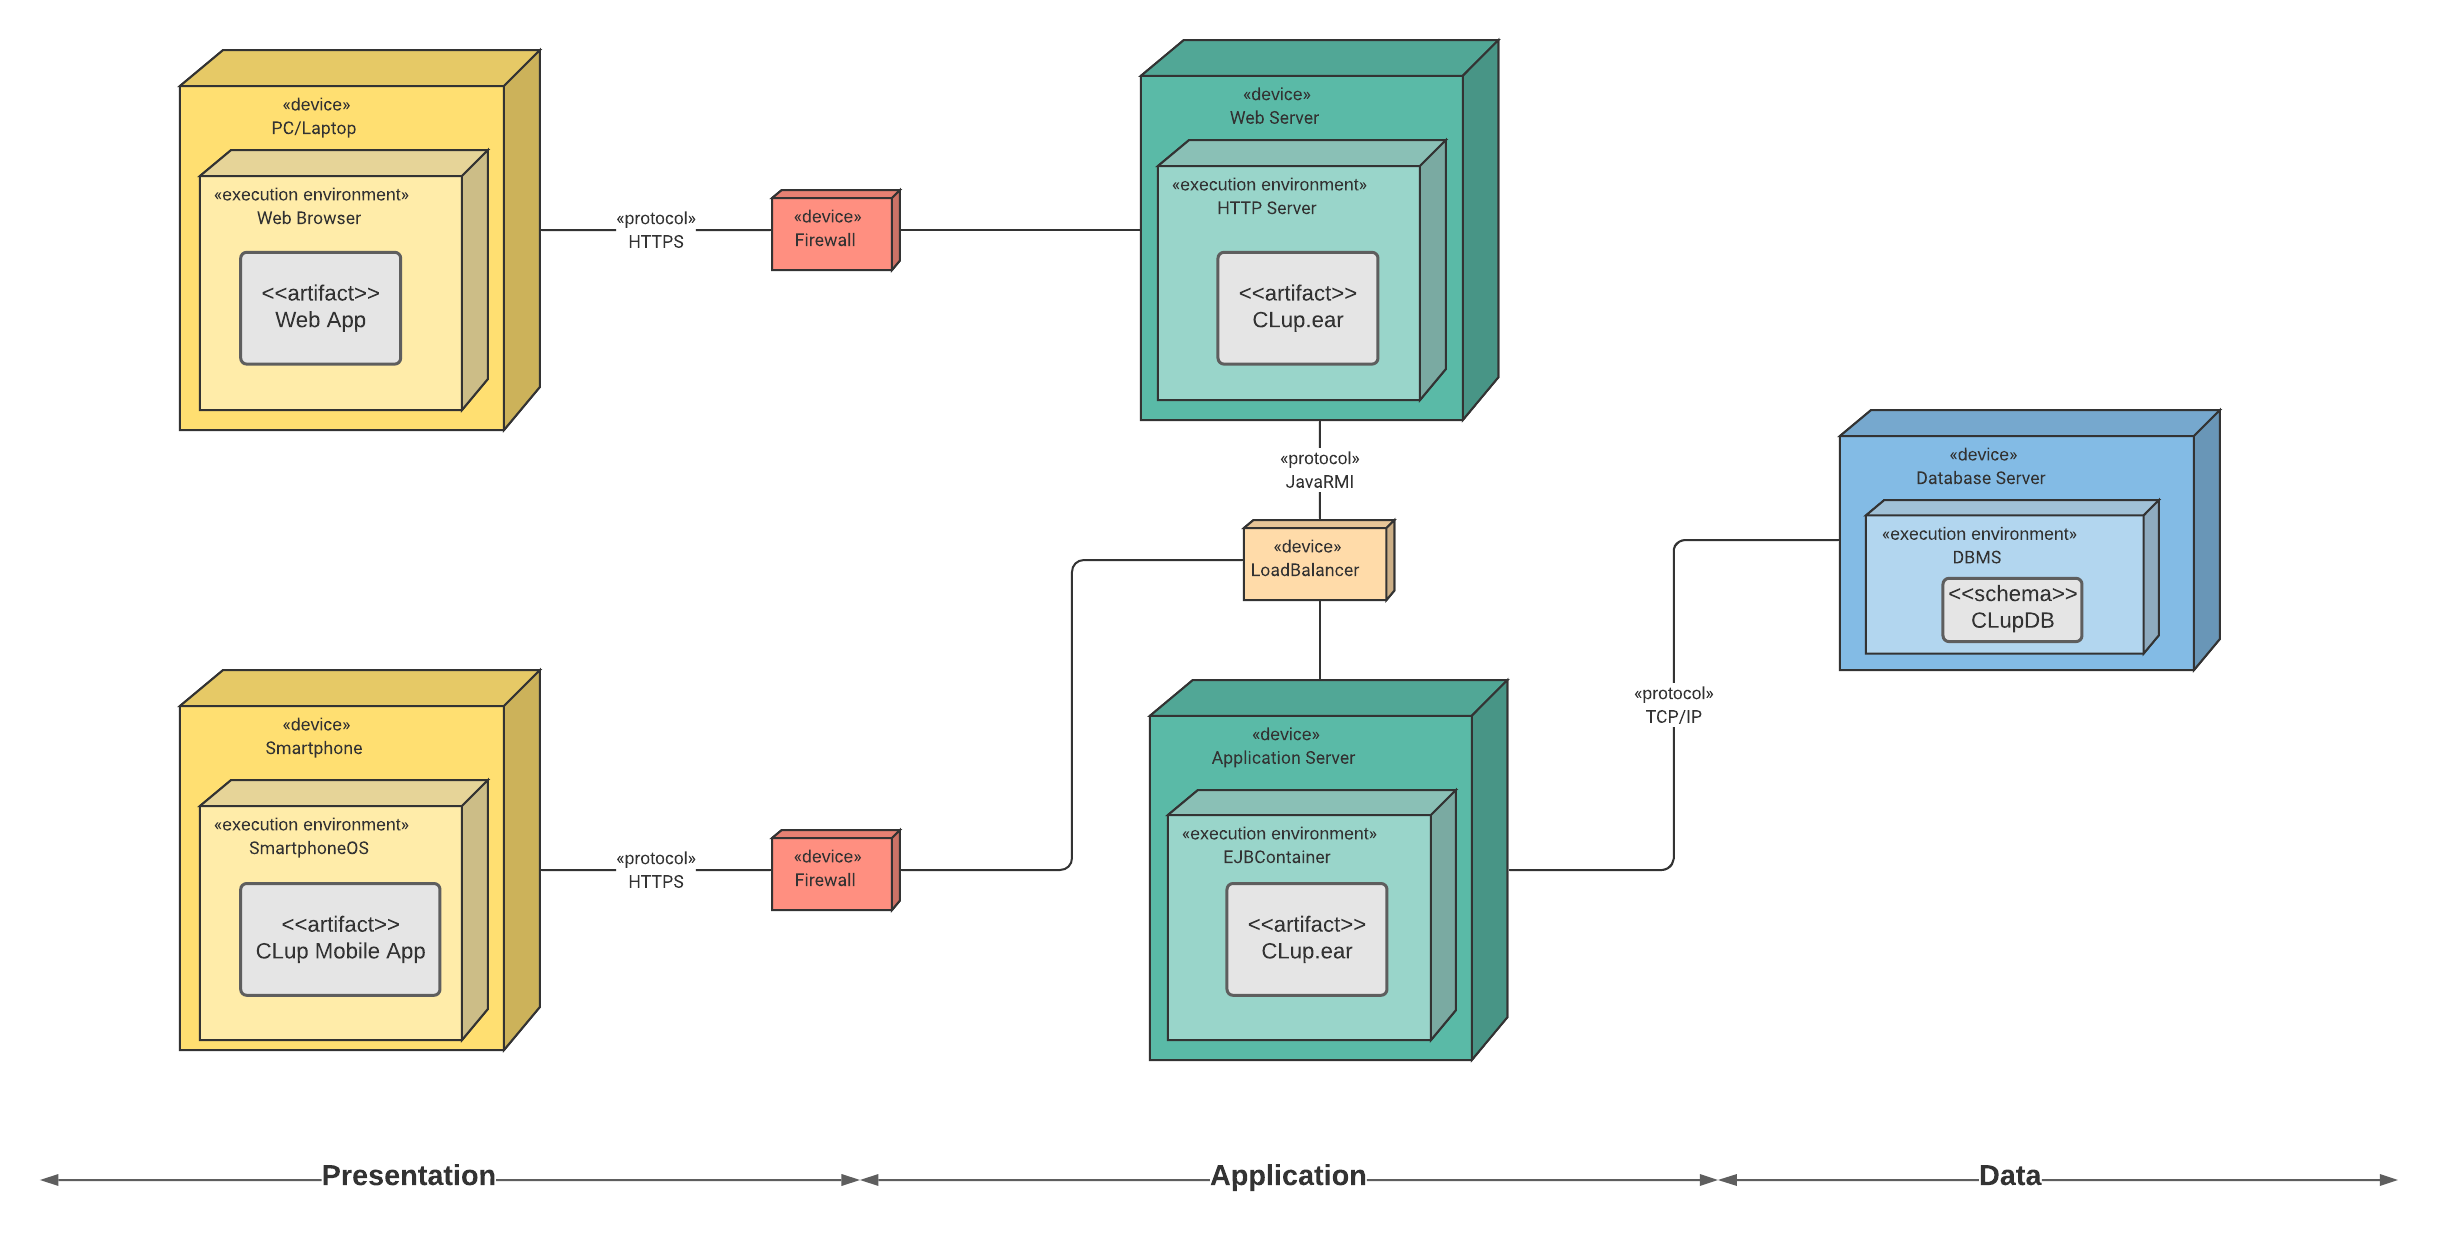 «device»
PC/Laptop
«execution environment»
Web Browser
<<artifact>>
Web App
«protocol»
HTTPS
«device»
Firewall
«device»
Web Server
«execution environment»
HTTP Server
<<artifact>>
CLup.ear
«protocol»
JavaRMI
«device»
LoadBalancer
«device»
Database Server
«execution environment»
DBMS
<<schema>>
CLupDB
«protocol»
TCP/IP
«device»
Smartphone
«execution environment»
SmartphoneOS
<<artifact>>
CLup Mobile App
«protocol»
HTTPS
«device»
Firewall
«device»
Application Server
«execution environment»
EJBContainer
<<artifact>>
CLup.ear
Presentation
Application
Data